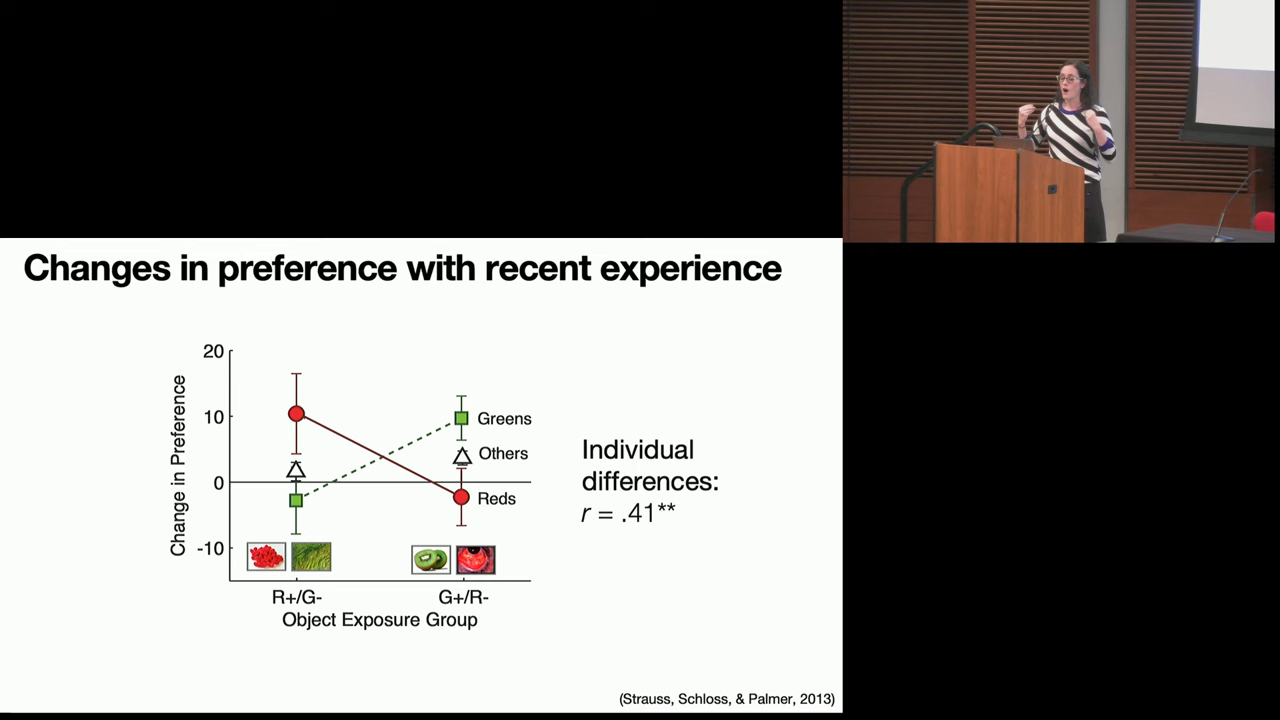 Changes in preference with recent experience
20
10
0
-10
Change in Preference
Greens
Others
Reds
R+/G-
G+/R-
Object Exposure Group
Individual
differences:
r = .41**
(Strauss, Schloss, & Palmer, 2013)